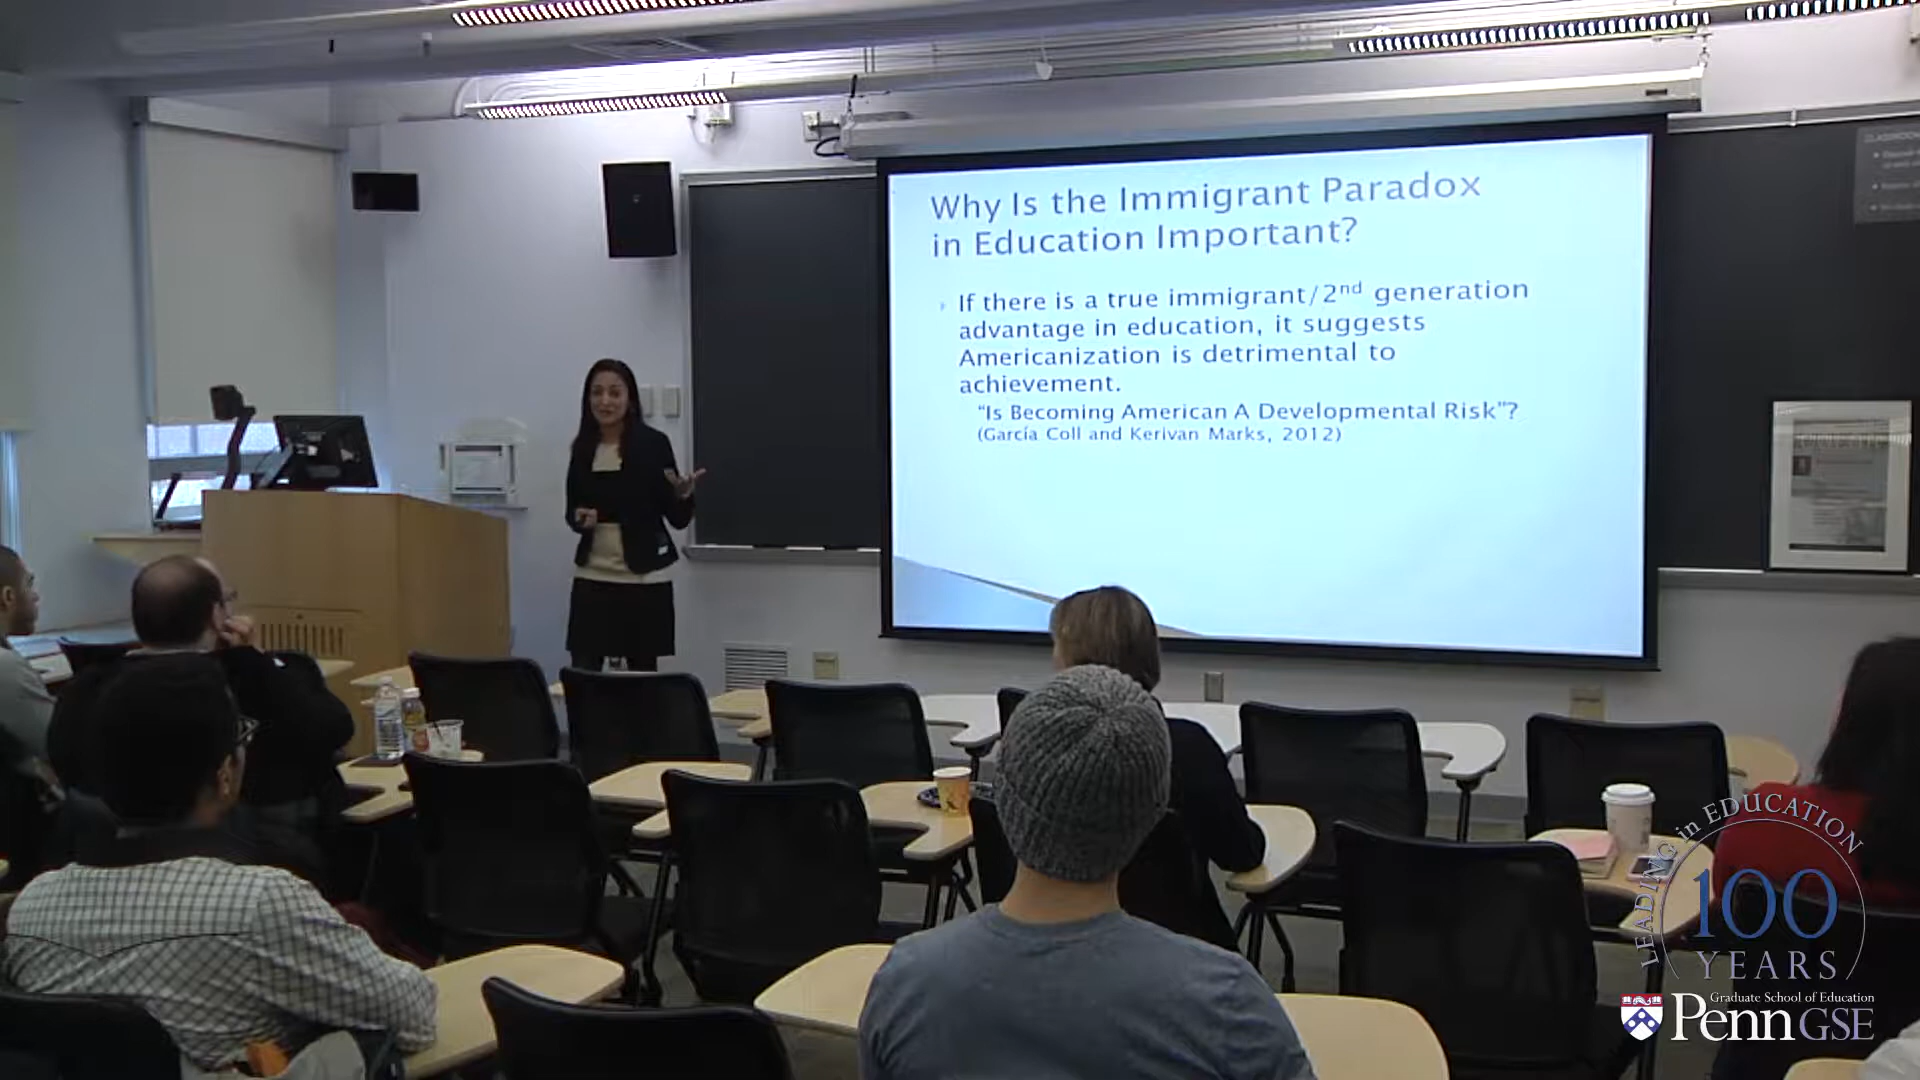 Why Is the Immigrant Paradox
in Education Important?
If there is a true immigrant/2nd generation
advantage in education, it suggests
Americanization is detrimental to
achievement.
"Is Becoming American A Developmental Risk"?
(García Coll and Kerivan Marks, 2012)
LEADING in EDUCATION
100
YEARS
Graduate School of Education
PennGSE